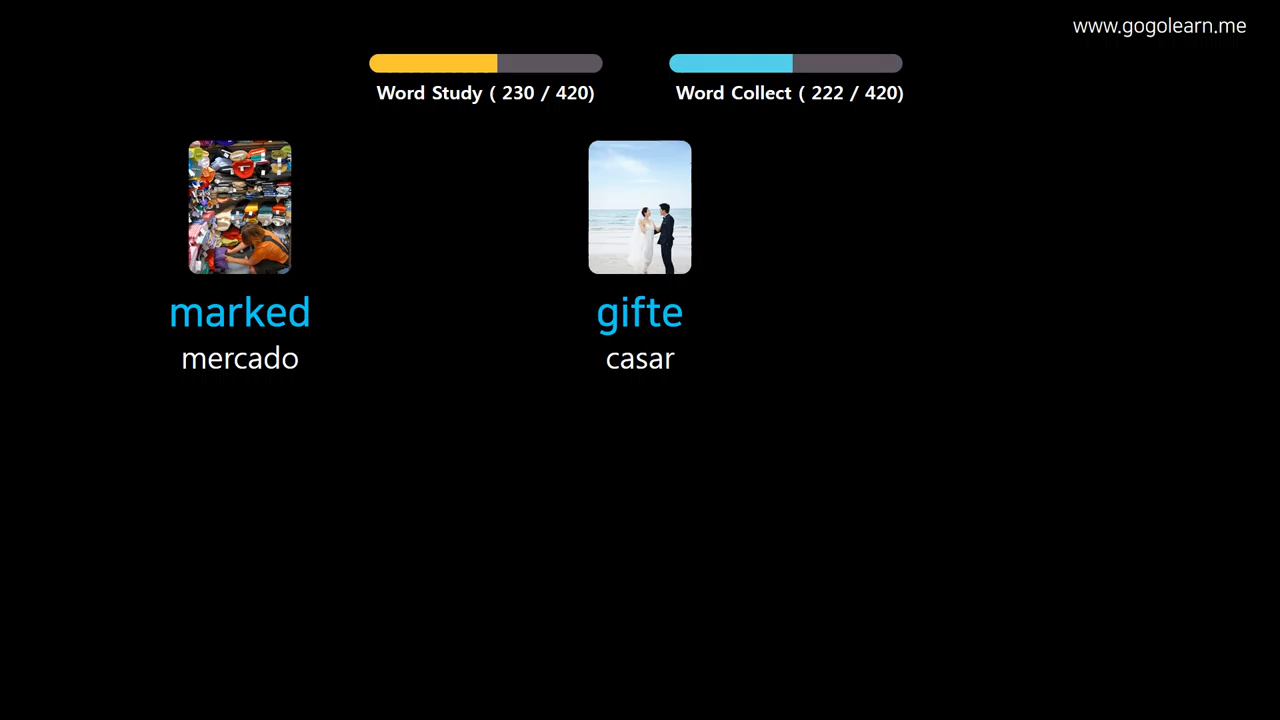 www.gogolearn.me
Word Study ( 230 / 420)
Word Collect ( 222 / 420)
marked
mercado
gifte
casar